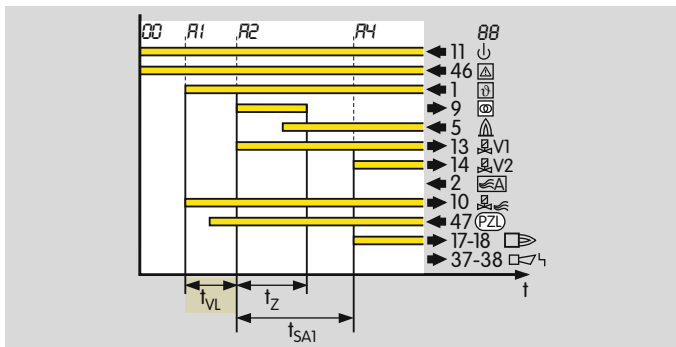 00 A1 A2 A4 88
11
46
1 ϑ
9
5
13 V1
14 V2
2 A
10
47 PZL
17-18
37-38
t
tVL tZ
tSA1